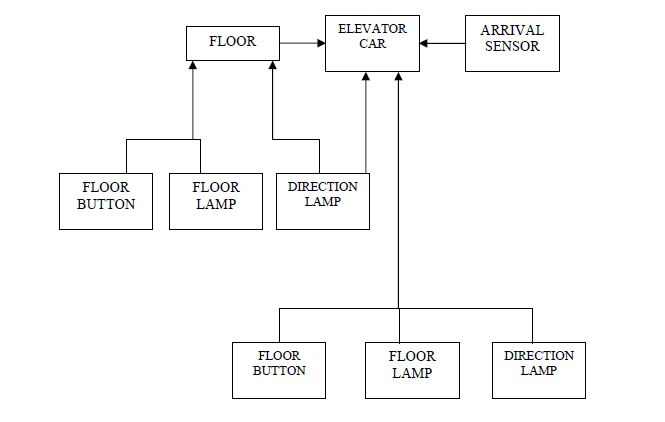 FLOOR
ELEVATOR
CAR
ARRIVAL
SENSOR
FLOOR
BUTTON
FLOOR
LAMP
DIRECTION
LAMP
FLOOR
BUTTON
FLOOR
LAMP
DIRECTION
LAMP